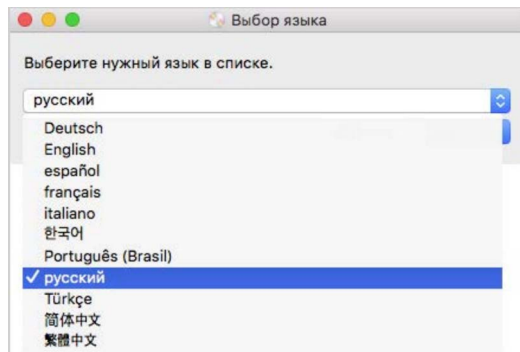 Выбор языка
Выберите нужный язык в списке.
русский
Deutsch
English
español
français
italiano
한국어
Português (Brasil)
русский
Türkçe
简体中文
繁體中文